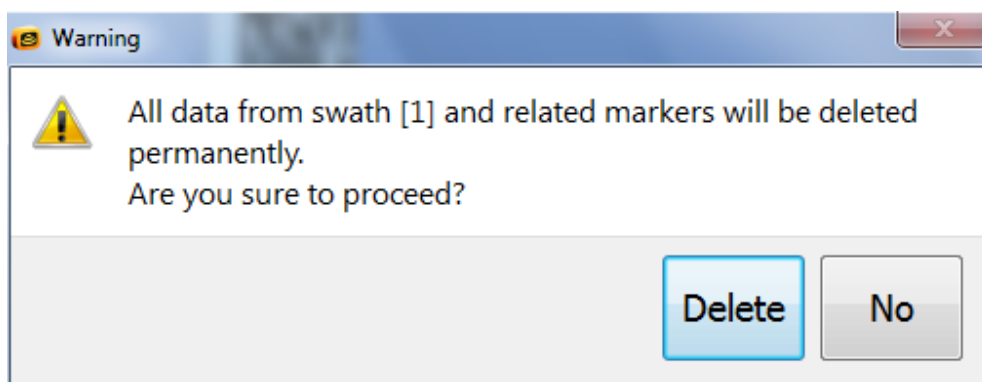 Warning
All data from swath [1] and related markers will be deleted
permanently.
Are you sure to proceed?
Delete
No